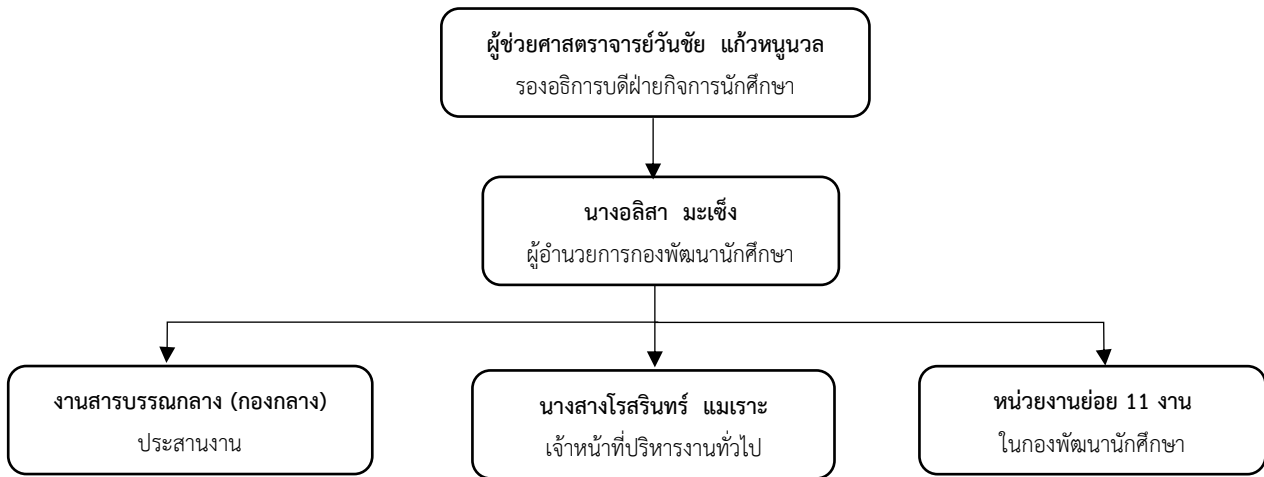 ผู้ช่วยศาสตราจารย์วันชัย แก้วหนูนวล
รองอธิการบดีฝ่ายกิจการนักศึกษา
นางอลิสา มะเซ็ง
ผู้อำนวยการกองพัฒนานักศึกษา
งานสารบรรณกลาง (กองกลาง)
ประสานงาน
นางสางโรสรินทร์ แมเราะ
เจ้าหน้าที่ปริหารงานทั่วไป
หน่วยงานย่อย 11 งาน
ในกองพัฒนานักศึกษา